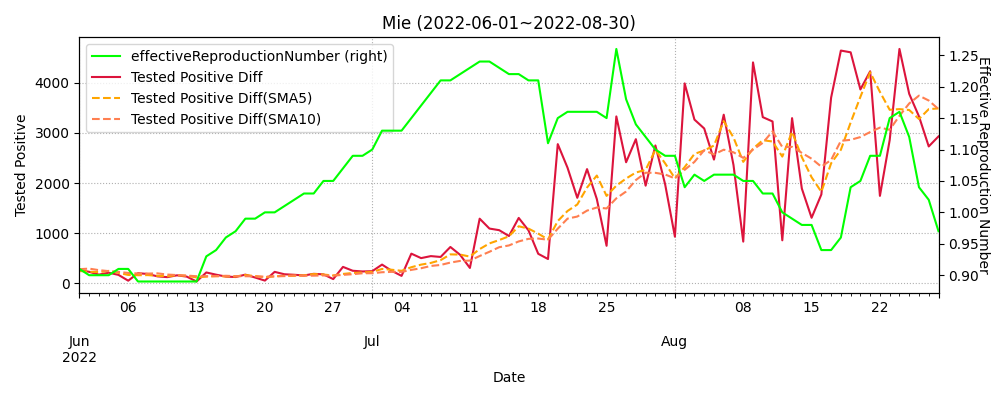 Mie (2022-06-01~2022-08-30)
effectiveReproductionNumber (right)
Tested Positive Diff
Tested Positive Diff(SMA5)
Tested Positive Diff(SMA10)
Tested Positive
4000
3000
2000
1000
0
1.25
1.20
1.15
1.10
1.05
1.00
0.95
0.90
Effective Reproduction Number
06 13 20 27 04 11 18 25 08 15 22
Jun Jul Aug
2022
Date